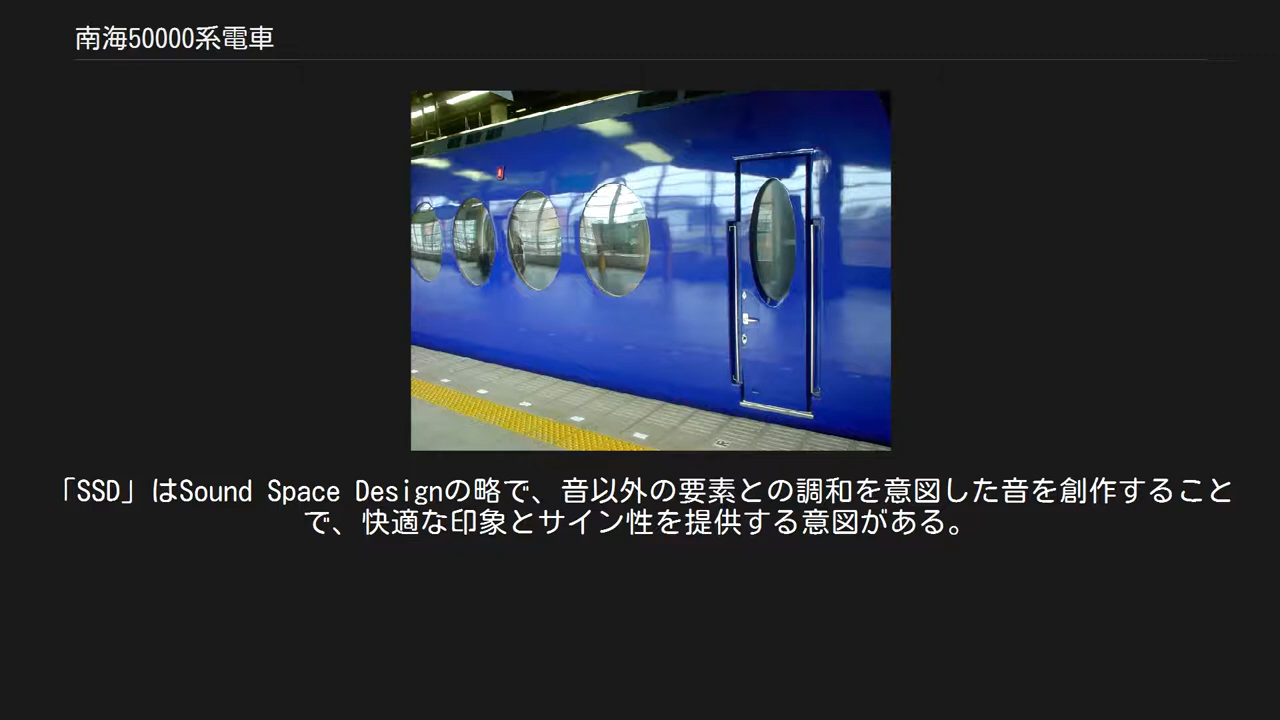 南海50000系電車
「SSD」はSound Space Designの略で、音以外の要素との調和を意図した音を創作すること
で、快適な印象とサイン性を提供する意図がある。